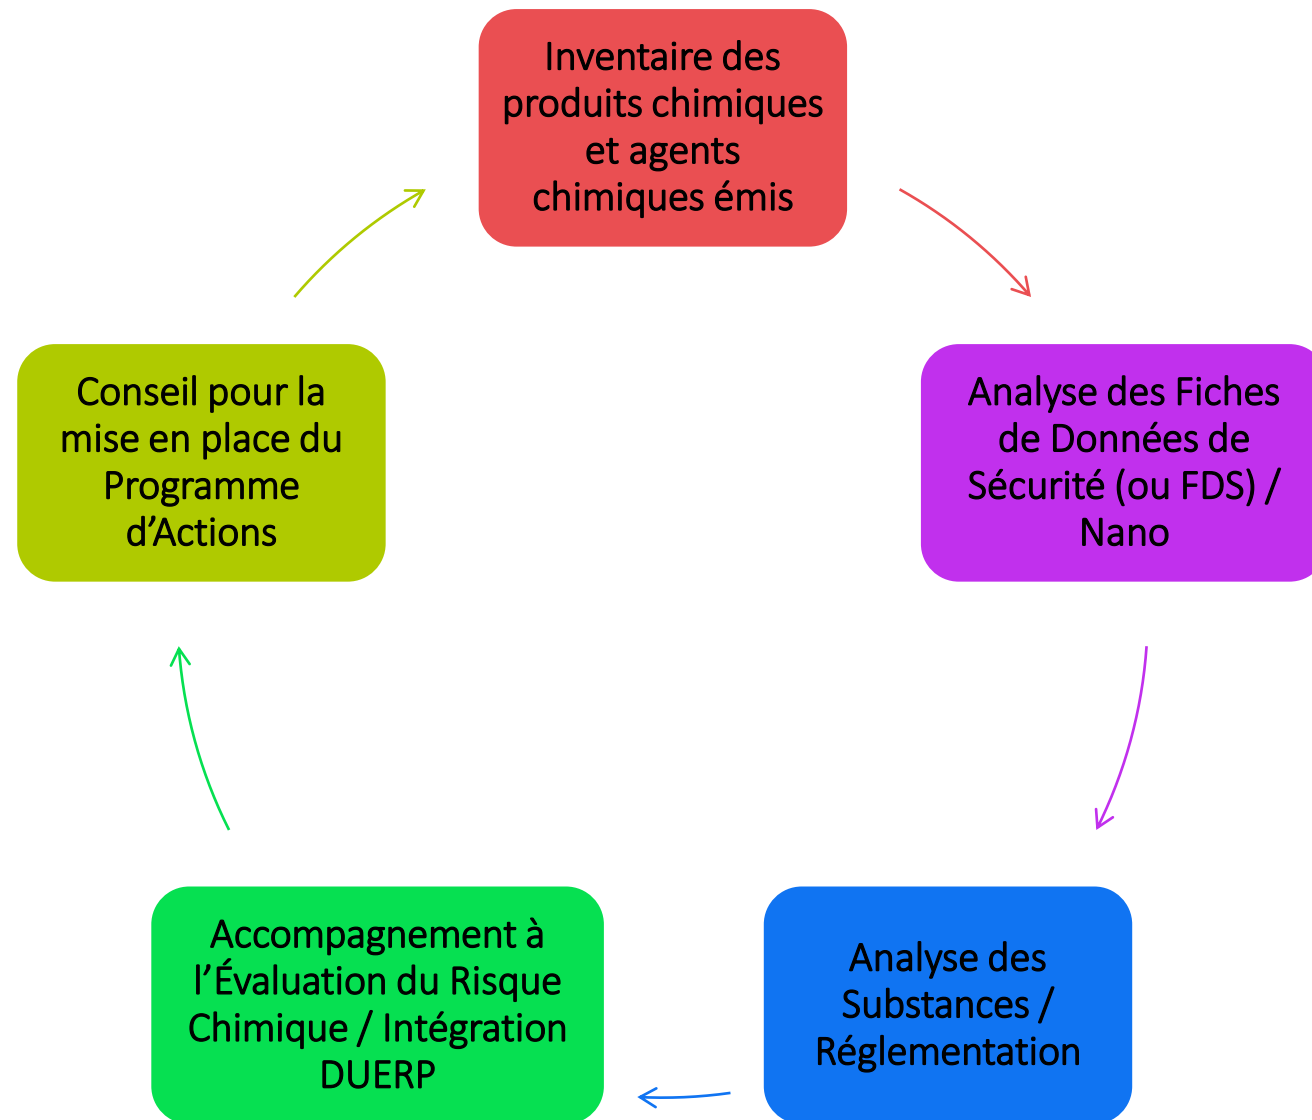 Inventaire des
produits chimiques
et agents
chimiques émis
Analyse des Fiches
de Données de
Sécurité (ou FDS) /
Nano
Analyse des
Substances /
Réglementation
Accompagnement à
l’Évaluation du Risque
Chimique / Intégration
DUERP
Conseil pour la
mise en place du
Programme
d’Actions